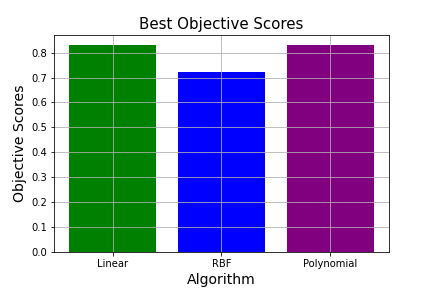 Best Objective Scores
Objective Scores
0.8
0.7
0.6
0.5
0.4
0.3
0.2
0.1
0.0
Linear RBF Polynomial
Algorithm